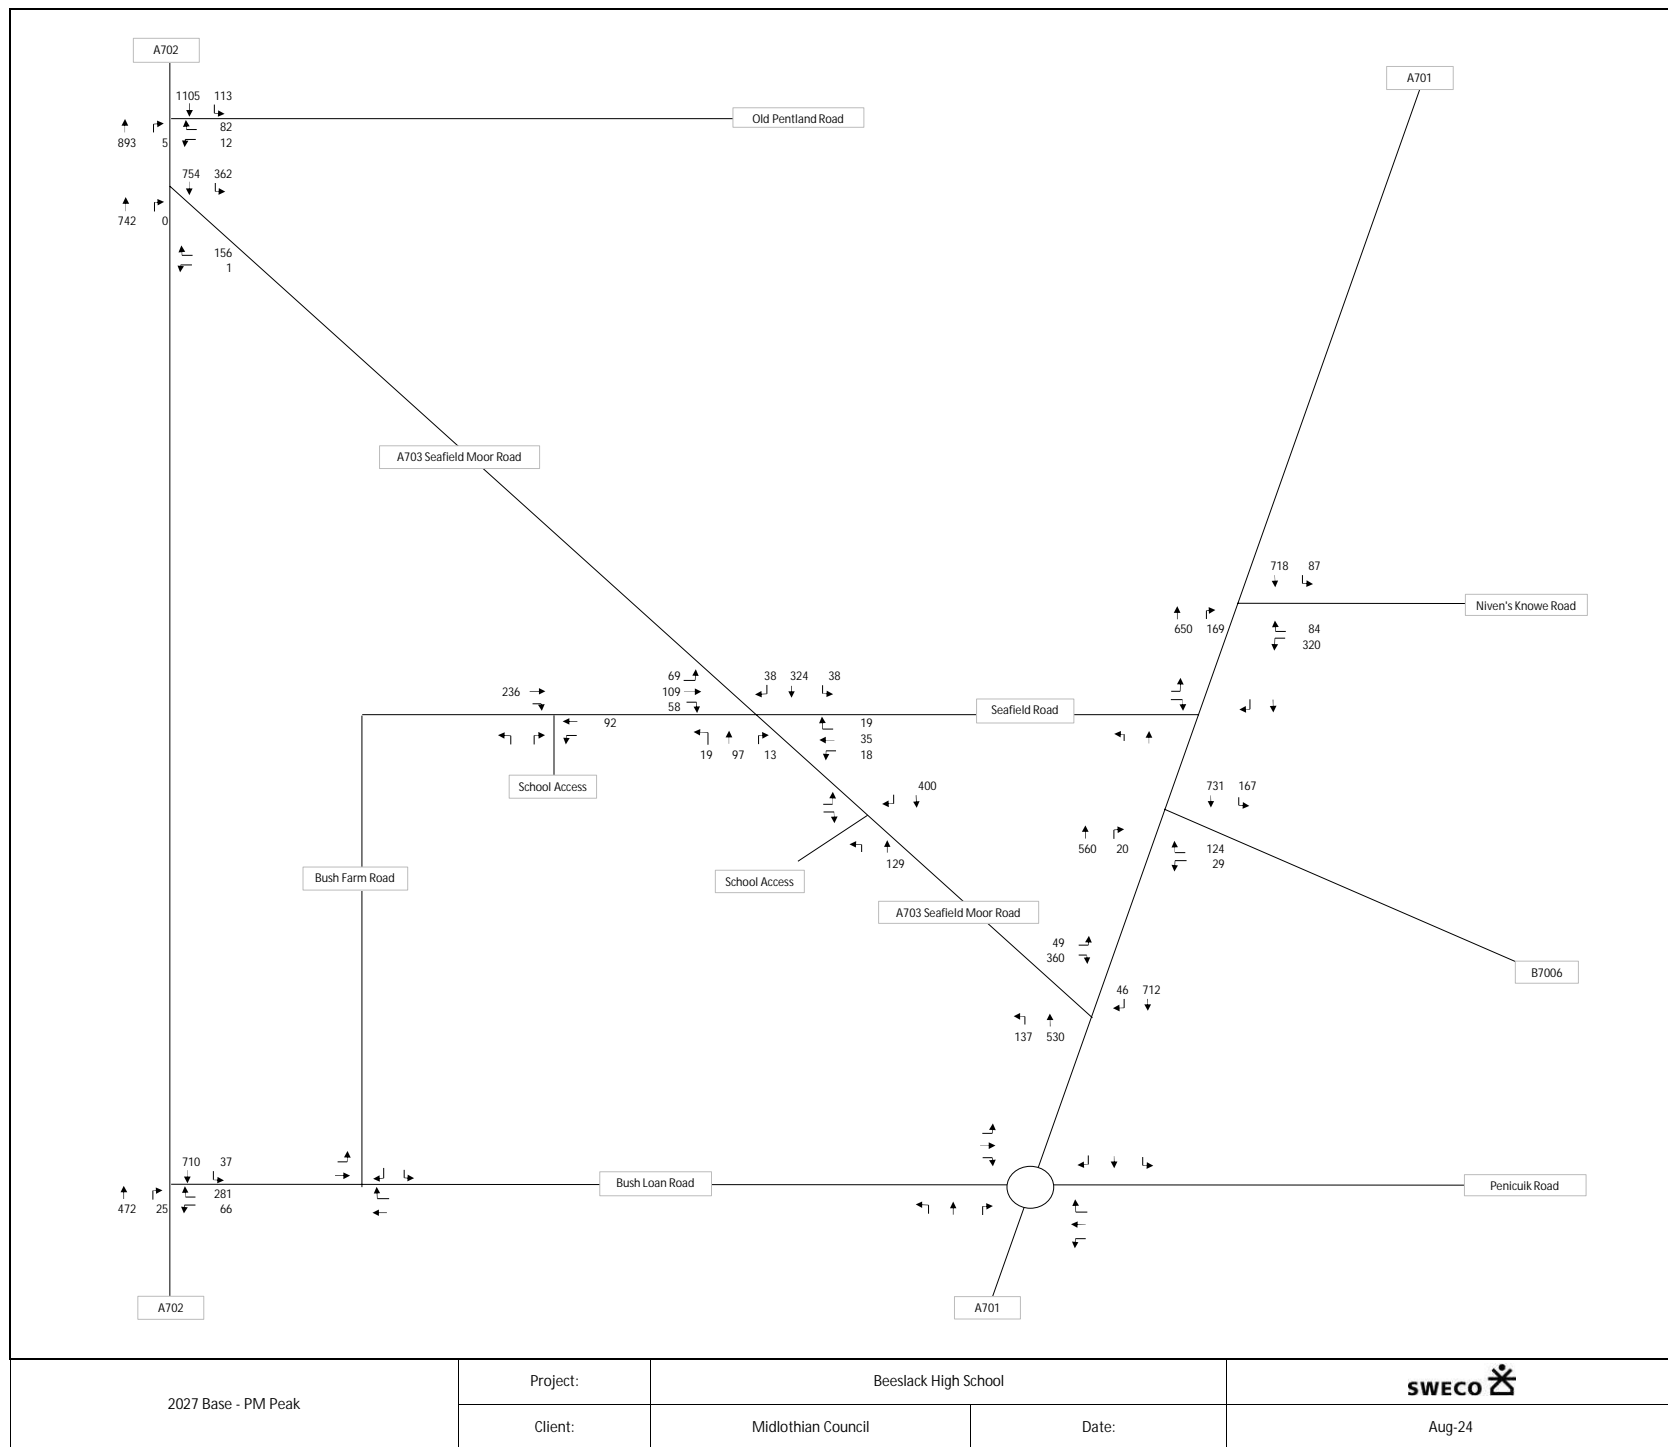 A702
A701
1105 113
Old Pentland Road
82
893 5 12
754 362
742 0
156
1
A703 Seafield Moor Road
718 87
Niven's Knowe Road
650 169 84
320
69 38 324 38
236 109
58
Seafield Road
92 19
35
19 97 13 18
School Access
400
731 167
560 20 124
129 29
Bush Farm Road
School Access
A703 Seafield Moor Road
49
360
B7006
46 712
137 530
710 37
Bush Loan Road
Penicuik Road
281
472 25 66
A702
A701
2027 Base - PM Peak
Project:
Beeslack High School
SWECO
Client:
Midlothian Council
Date:
Aug-24